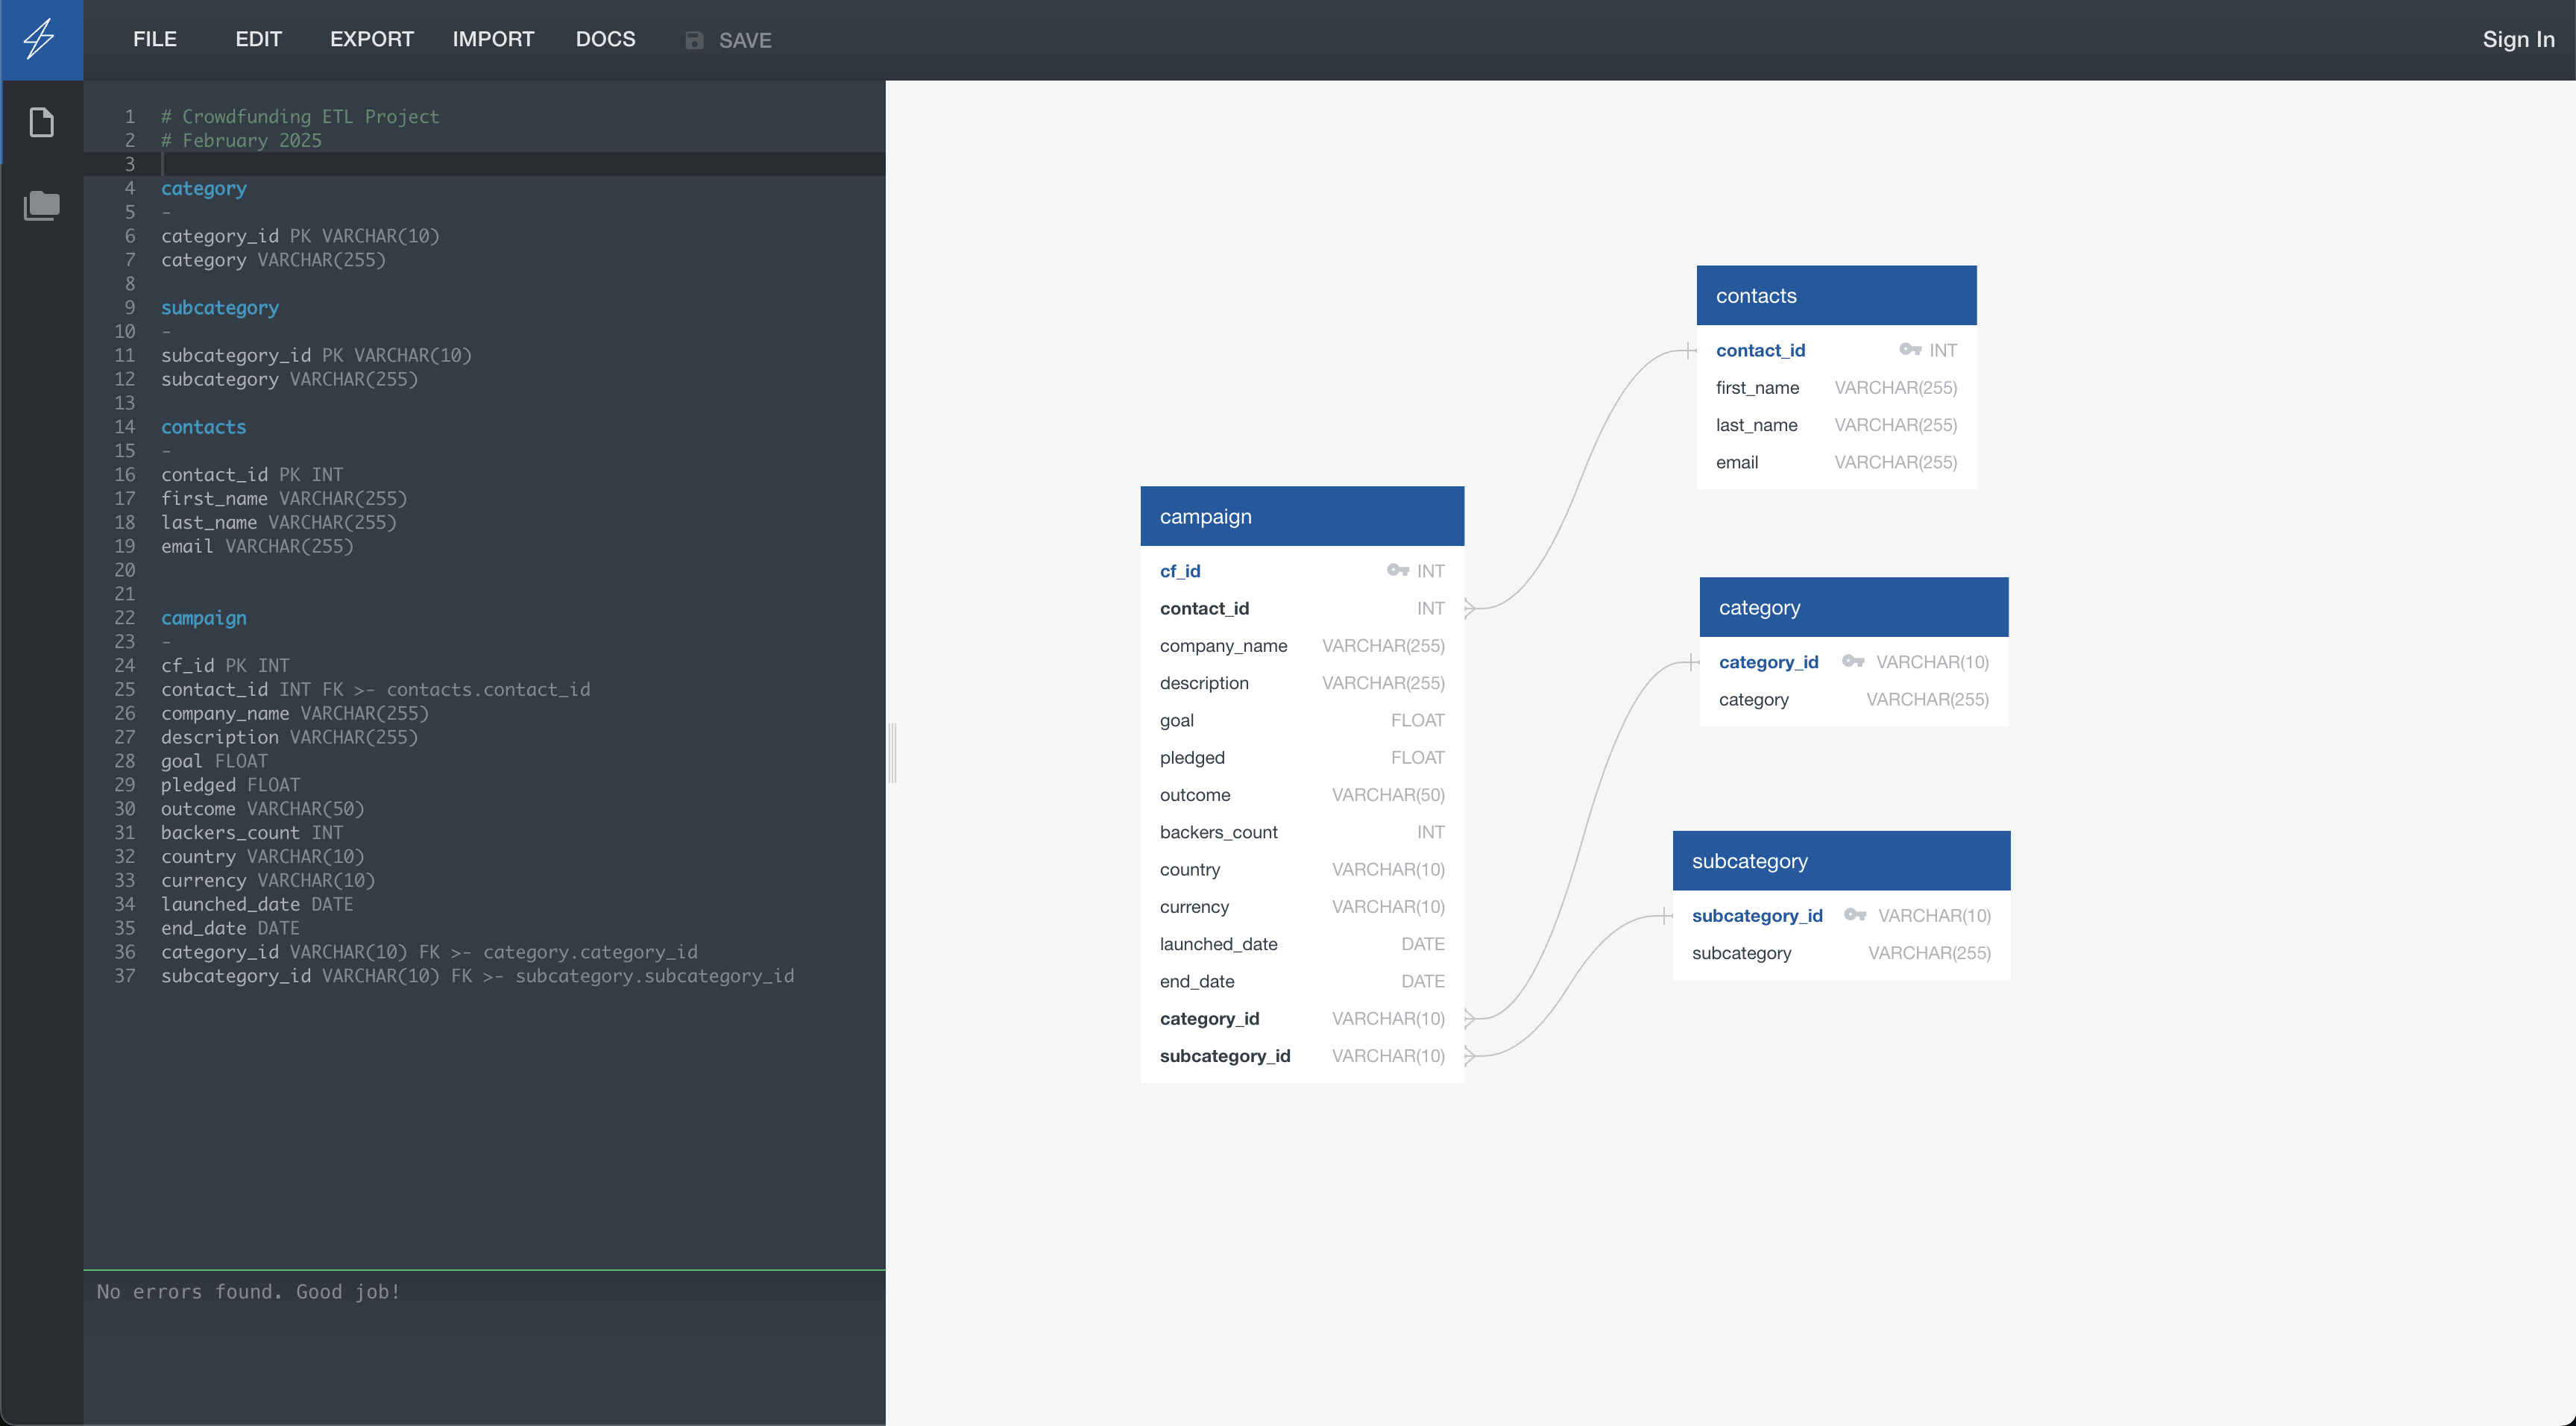 FILE EDIT EXPORT IMPORT DOCS SAVE Sign In
1 # Crowdfunding ETL Project
2 # February 2025
3
4 category
5 -
6 category_id PK VARCHAR(10)
7 category VARCHAR(255)
8
9 subcategory
10 -
11 subcategory_id PK VARCHAR(10)
12 subcategory VARCHAR(255)
13
14 contacts
15 -
16 contact_id PK INT
17 first_name VARCHAR(255)
18 last_name VARCHAR(255)
19 email VARCHAR(255)
20
21
22 campaign
23 -
24 cf_id PK INT
25 contact_id INT FK >- contacts.contact_id
26 company_name VARCHAR(255)
27 description VARCHAR(255)
28 goal FLOAT
29 pledged FLOAT
30 outcome VARCHAR(50)
31 backers_count INT
32 country VARCHAR(10)
33 currency VARCHAR(10)
34 launched_date DATE
35 end_date DATE
36 category_id VARCHAR(10) FK >- category.category_id
37 subcategory_id VARCHAR(10) FK >- subcategory.subcategory_id
No errors found. Good job!
campaign
cf_id INT
contact_id INT
company_name VARCHAR(255)
description VARCHAR(255)
goal FLOAT
pledged FLOAT
outcome VARCHAR(50)
backers_count INT
country VARCHAR(10)
currency VARCHAR(10)
launched_date DATE
end_date DATE
category_id VARCHAR(10)
subcategory_id VARCHAR(10)
contacts
contact_id INT
first_name VARCHAR(255)
last_name VARCHAR(255)
email VARCHAR(255)
category
category_id VARCHAR(10)
category VARCHAR(255)
subcategory
subcategory_id VARCHAR(10)
subcategory VARCHAR(255)